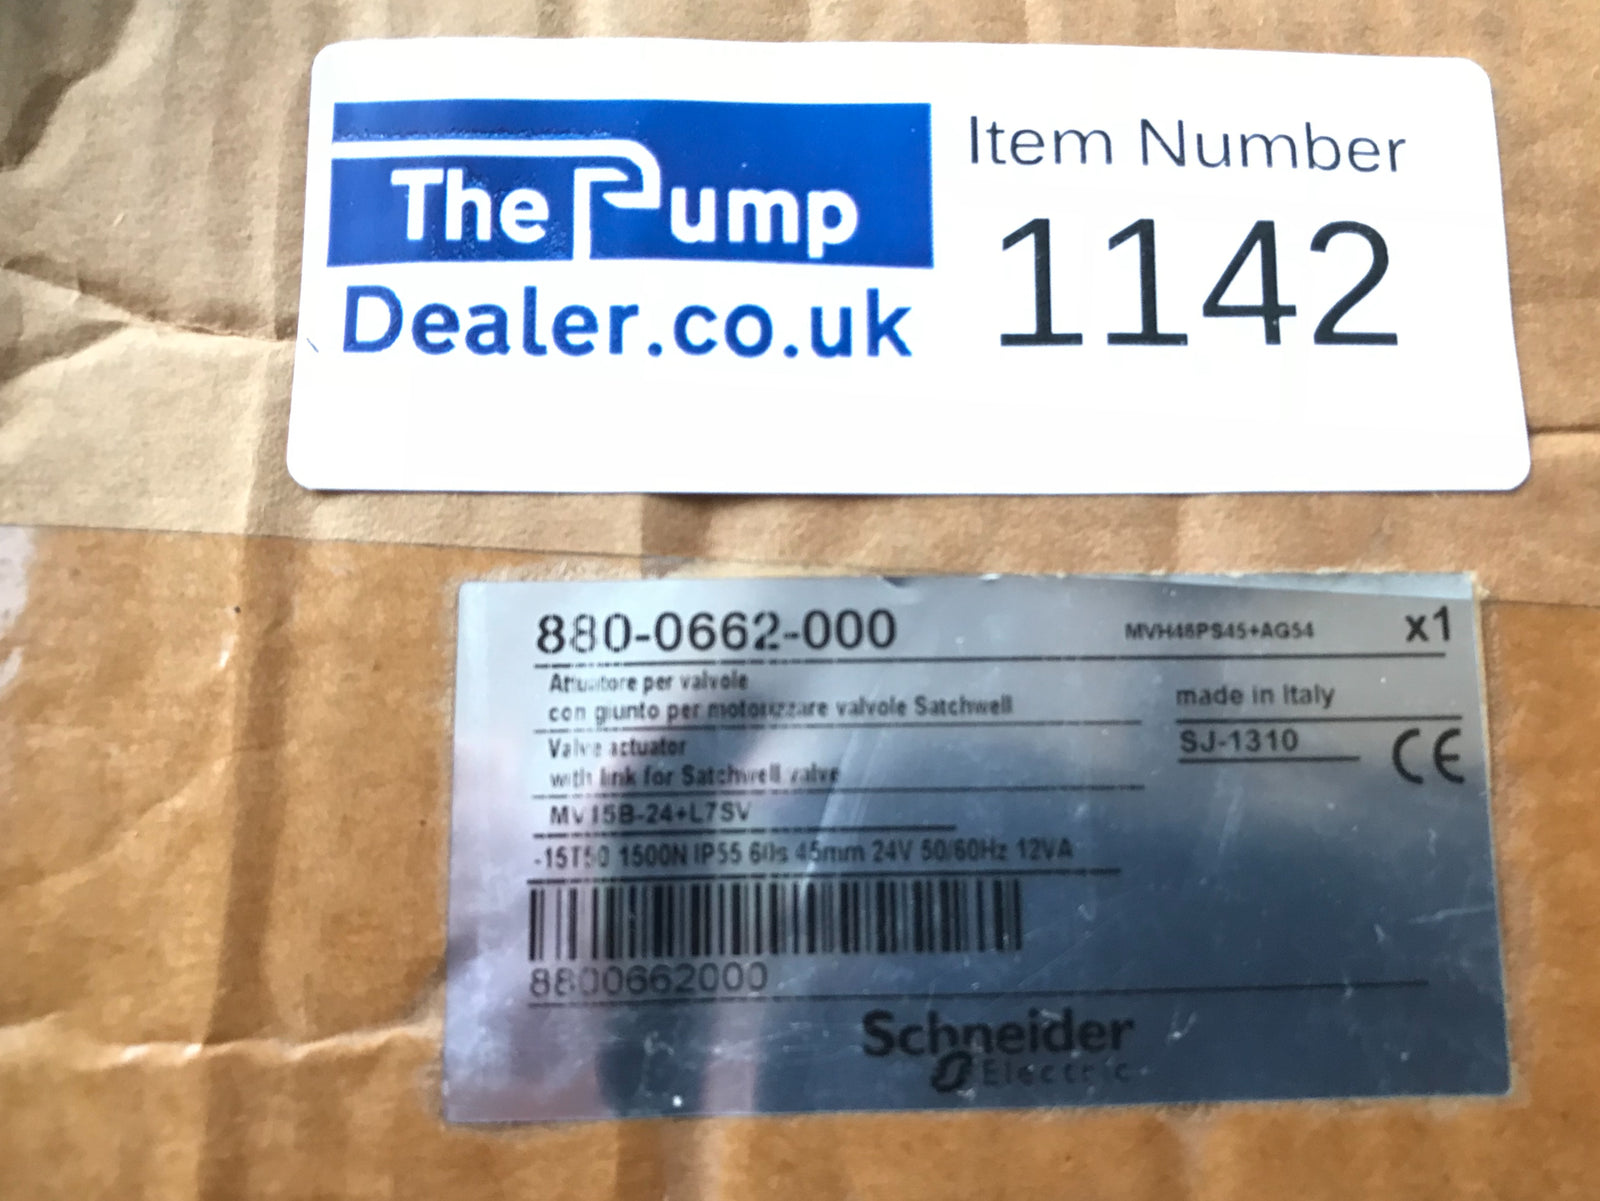 The Pump
Dealer.co.uk
Item Number
1142
880-0662-000
MVH46PS45+AG54
x1
Attuatore per valvole
con giunto per motorizzare valvole Satchwell
made in Italy
Valve actuator
with link for Satchwell valve
SJ-1310
CE
MV15B-24+L7SV
-15T50 1500N IP55 60s 45mm 24V 50/60Hz 12VA
8800662000
Schneider
Electric